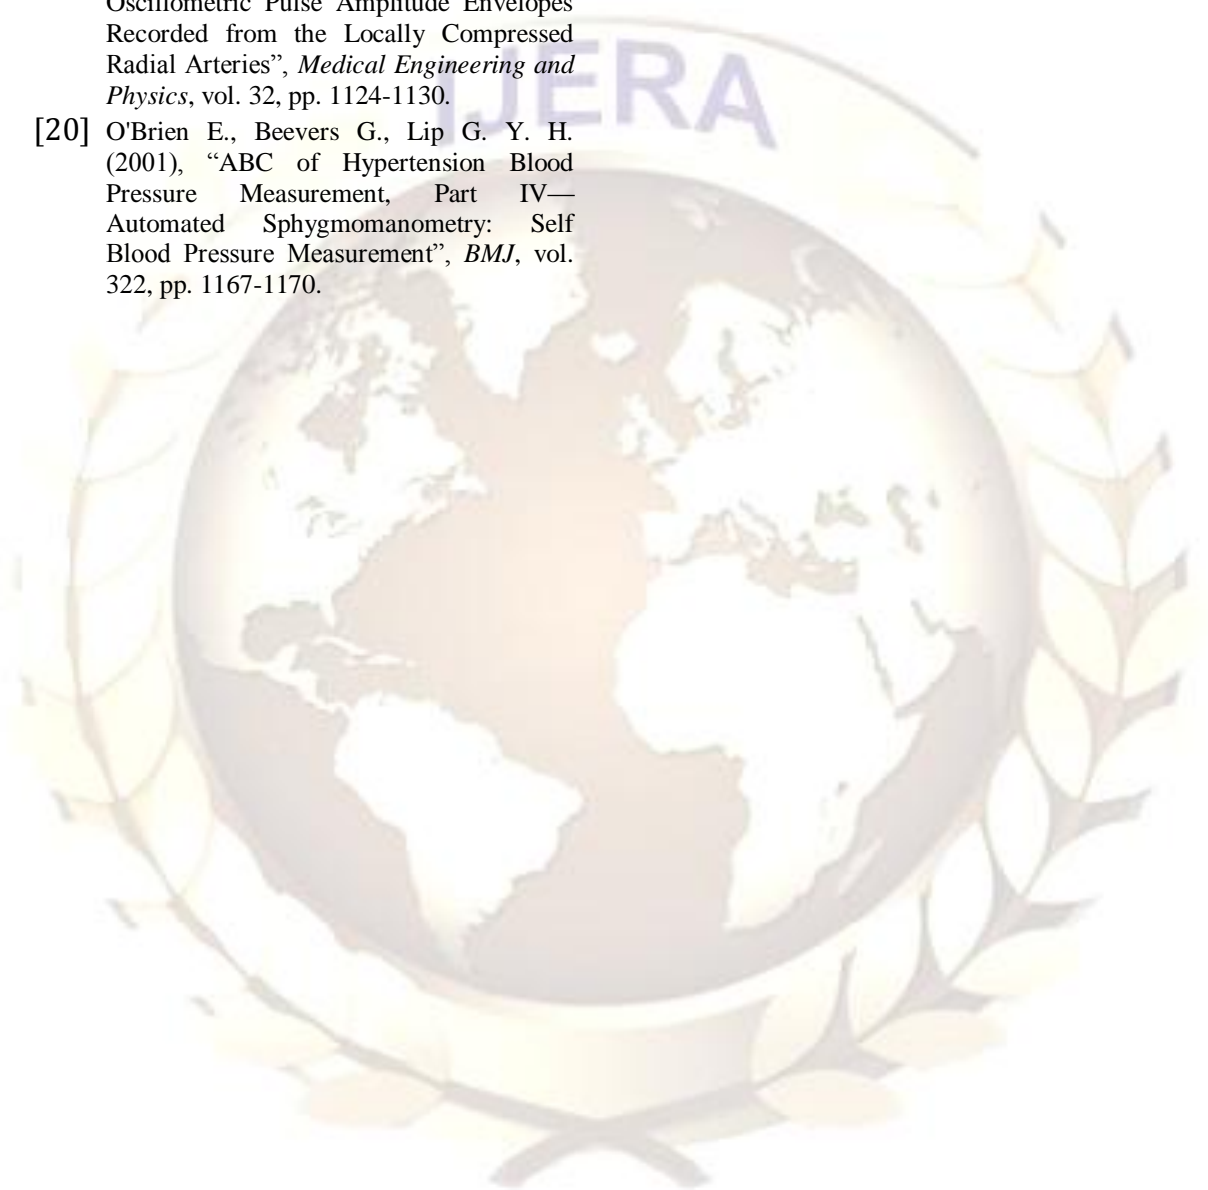 Oscillometric Pulse Amplitude Envelopes
Recorded from the Locally Compressed
Radial Arteries”, Medical Engineering and
Physics, vol. 32, pp. 1124-1130.
[20] O'Brien E., Beevers G., Lip G. Y. H.
(2001), “ABC of Hypertension Blood
Pressure Measurement, Part IV—
Automated Sphygmomanometry: Self
Blood Pressure Measurement”, BMJ, vol.
322, pp. 1167-1170.
IJERA